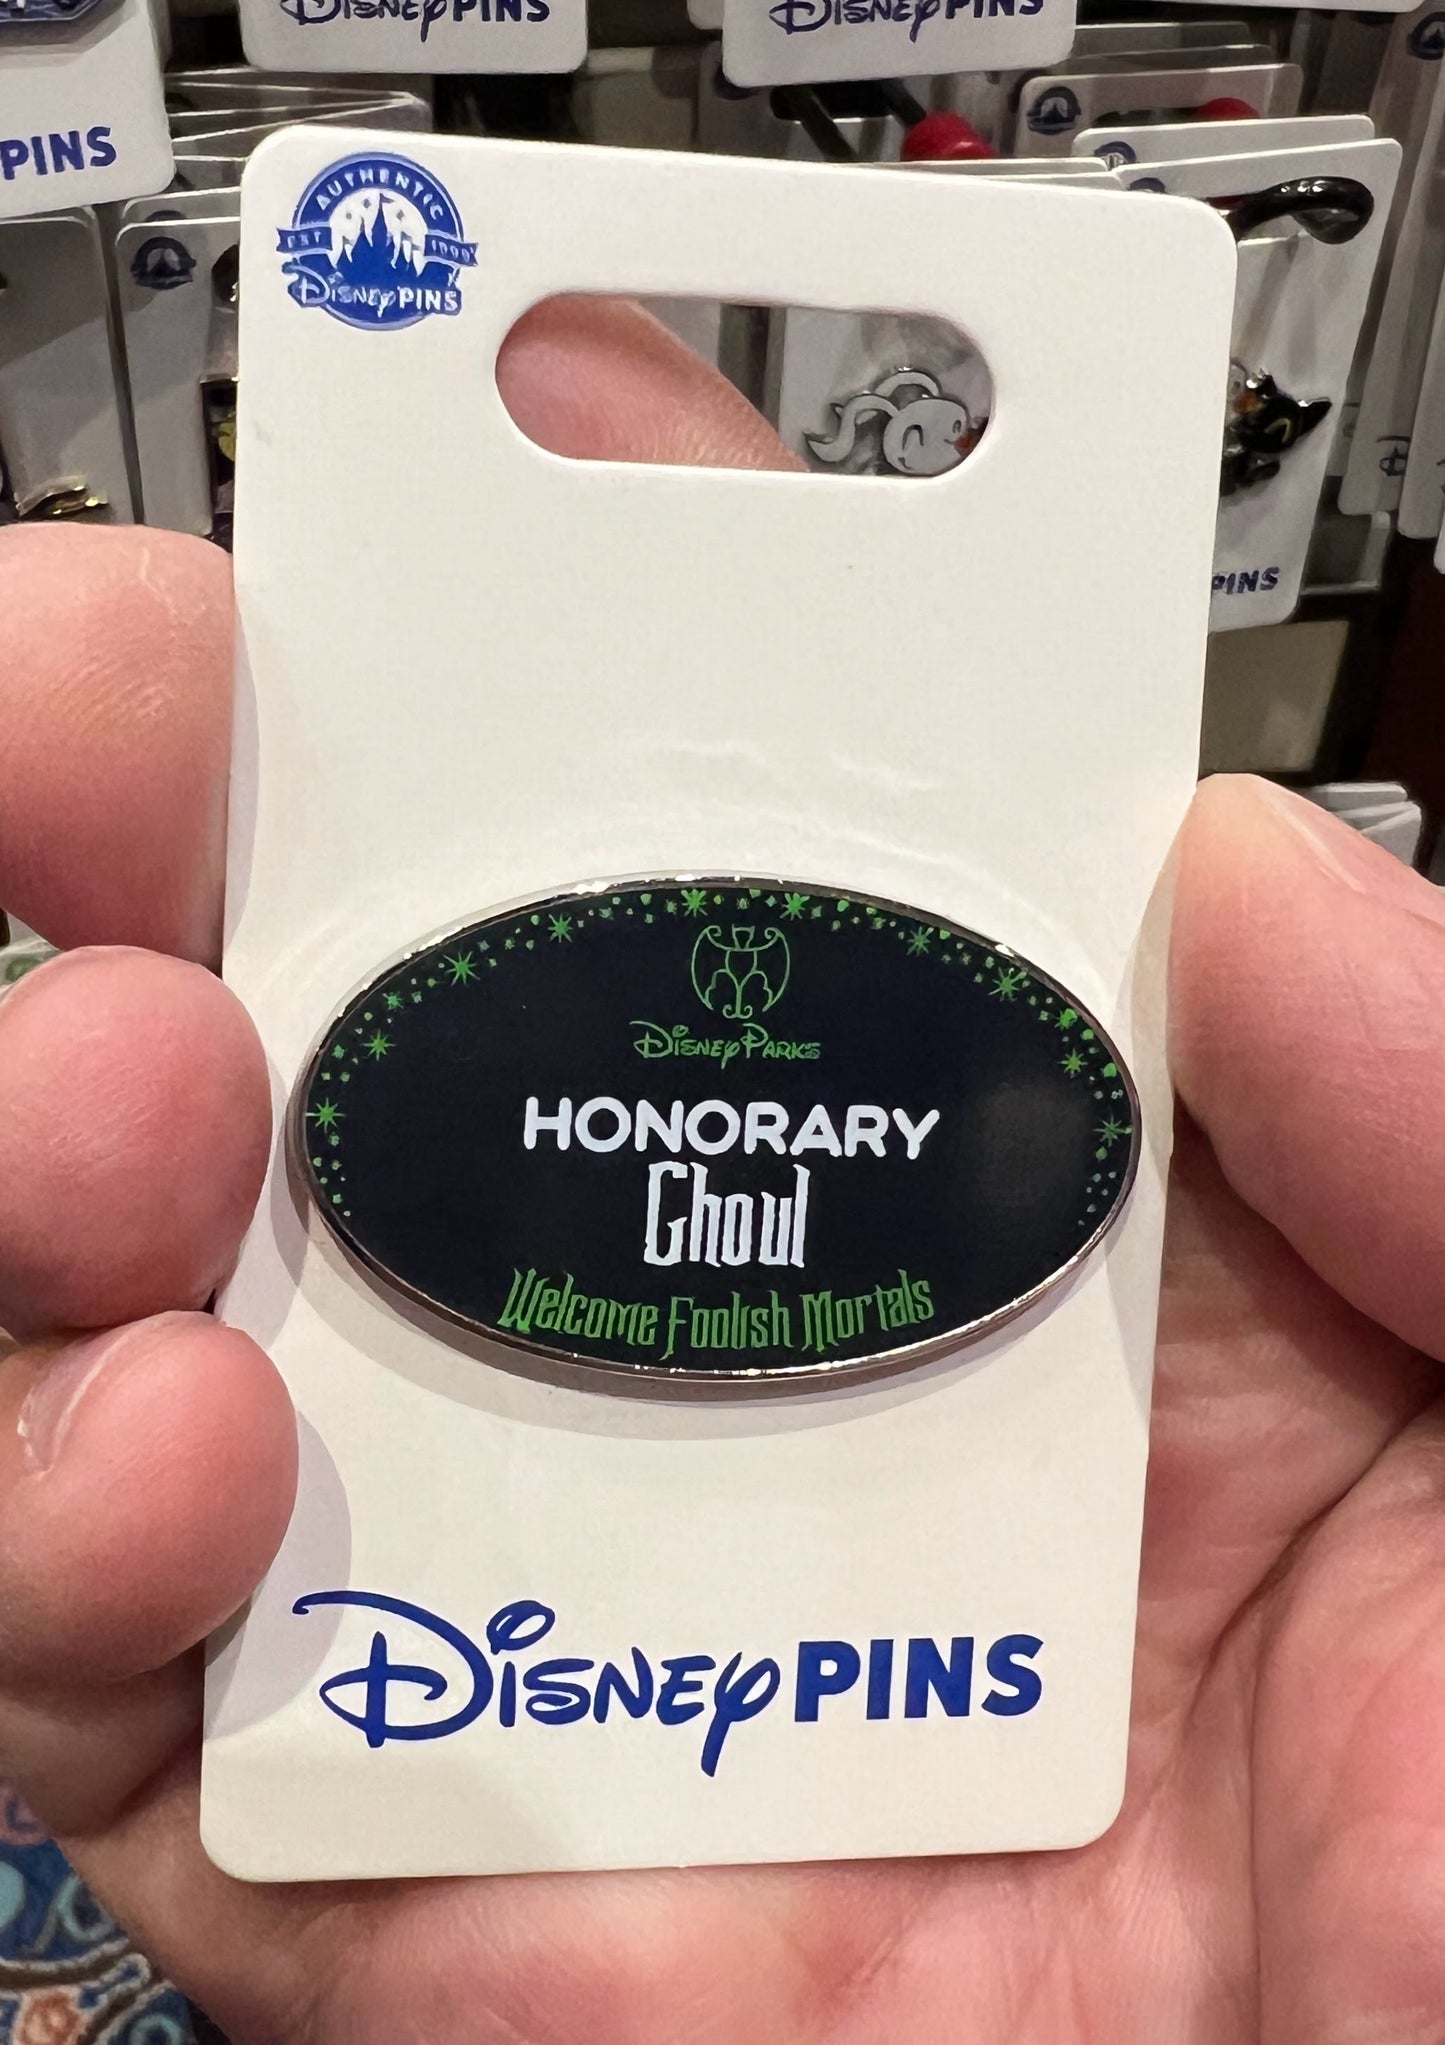 Disney PINS
Disney PINS
PINS
AUTHENTIC
EST
Disney PINS
PINS
Disney Parks
HONORARY
Ghoul
Welcome Foolish Mortals
Disney PINS